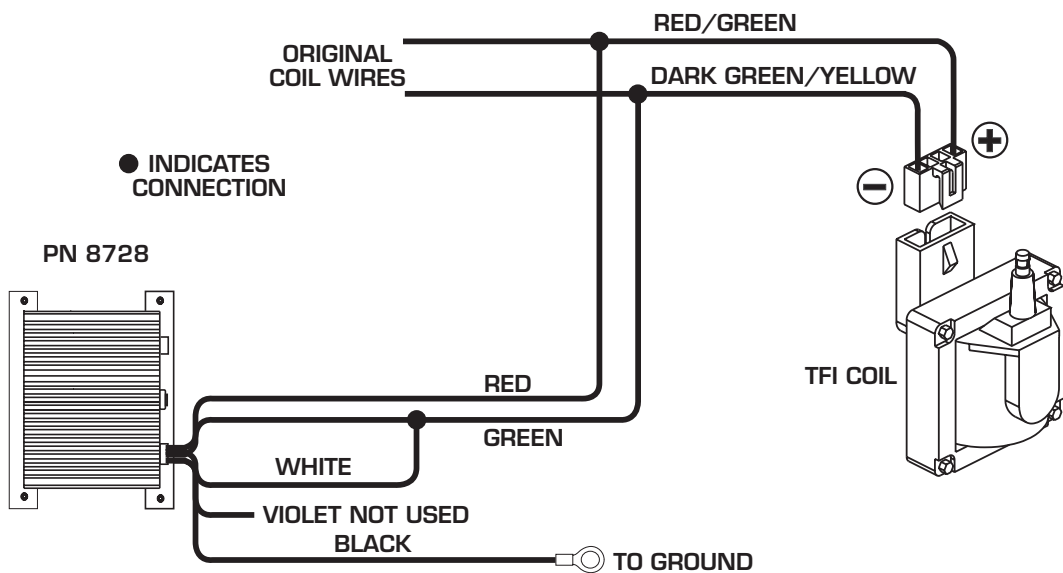 RED/GREEN
ORIGINAL
COIL WIRES
DARK GREEN/YELLOW
INDICATES
CONNECTION
PN 8728
TFI COIL
RED
GREEN
WHITE
VIOLET NOT USED
BLACK
TO GROUND